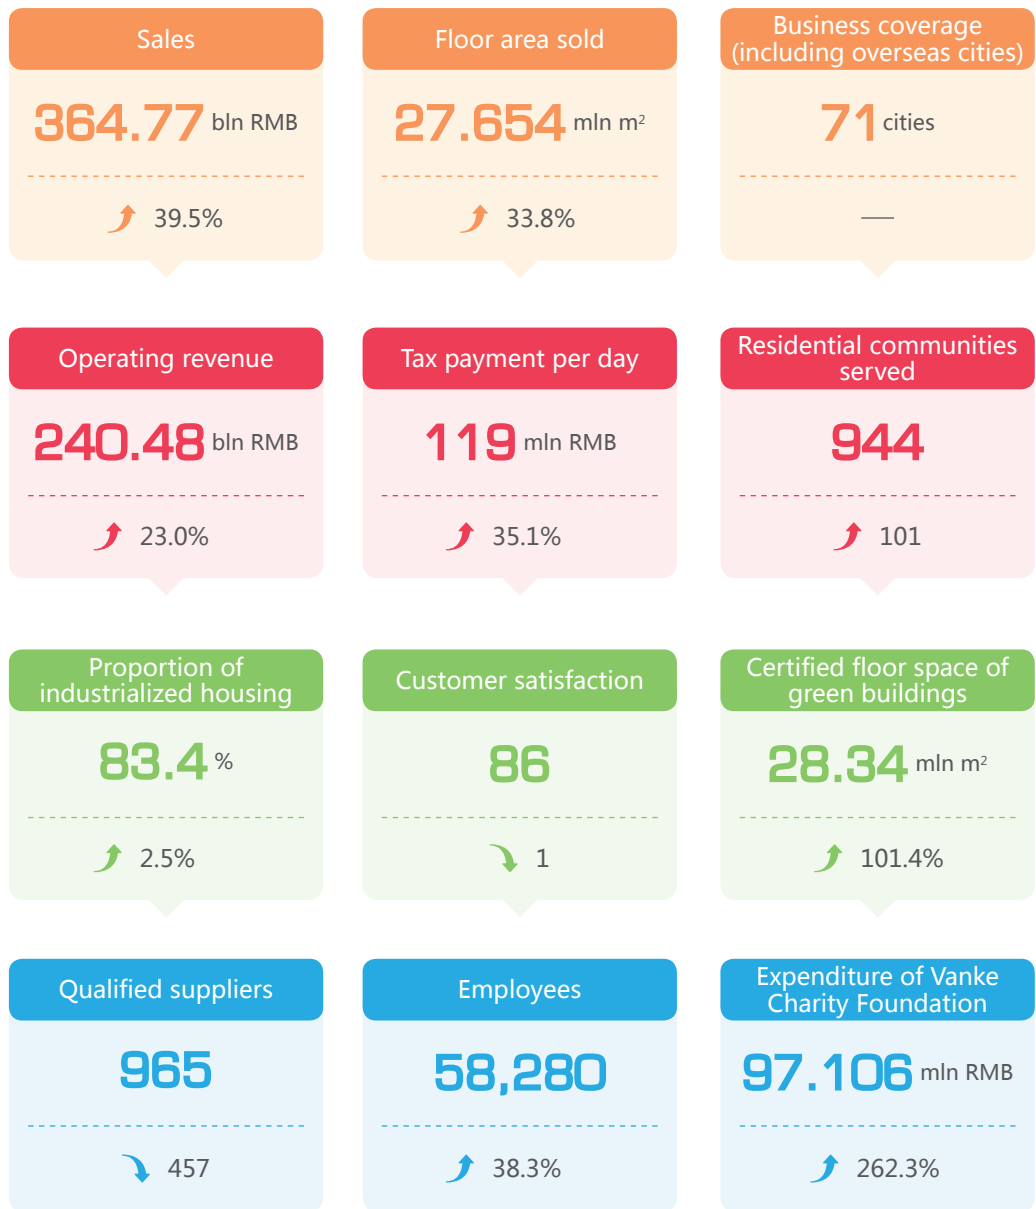 Sales
364.77 bln RMB
39.5%
Floor area sold
27.654 mln m²
33.8%
Business coverage
(including overseas cities)
71 cities
—
Operating revenue
240.48 bln RMB
23.0%
Tax payment per day
119 mln RMB
35.1%
Residential communities
served
944
101
Proportion of
industrialized housing
83.4 %
2.5%
Customer satisfaction
86
1
Certified floor space of
green buildings
28.34 mln m²
101.4%
Qualified suppliers
965
457
Employees
58,280
38.3%
Expenditure of Vanke
Charity Foundation
97.106 mln RMB
262.3%